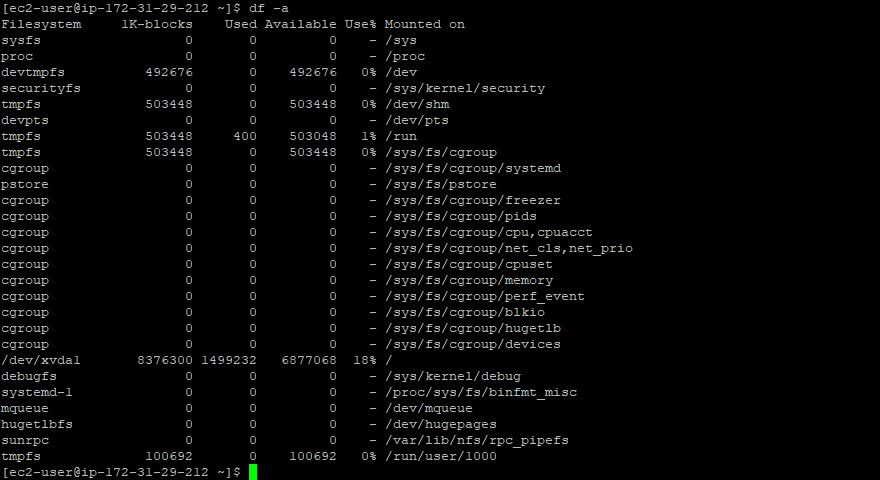 [ec2-user@ip-172-31-29-212 ~]$ df -a
Filesystem     1K-blocks    Used Available Use% Mounted on
sysfs                  0       0         0    - /sys
proc                   0       0         0    - /proc
devtmpfs          492676       0    492676   0% /dev
securityfs             0       0         0    - /sys/kernel/security
tmpfs             503448       0    503448   0% /dev/shm
devpts                 0       0         0    - /dev/pts
tmpfs             503448     400    503048   1% /run
tmpfs             503448       0    503448   0% /sys/fs/cgroup
cgroup                 0       0         0    - /sys/fs/cgroup/systemd
pstore                 0       0         0    - /sys/fs/pstore
cgroup                 0       0         0    - /sys/fs/cgroup/freezer
cgroup                 0       0         0    - /sys/fs/cgroup/pids
cgroup                 0       0         0    - /sys/fs/cgroup/cpu,cpuacct
cgroup                 0       0         0    - /sys/fs/cgroup/net_cls,net_prio
cgroup                 0       0         0    - /sys/fs/cgroup/cpuset
cgroup                 0       0         0    - /sys/fs/cgroup/memory
cgroup                 0       0         0    - /sys/fs/cgroup/perf_event
cgroup                 0       0         0    - /sys/fs/cgroup/blkio
cgroup                 0       0         0    - /sys/fs/cgroup/hugetlb
cgroup                 0       0         0    - /sys/fs/cgroup/devices
/dev/xvda1       8376300 1499232   6877068  18% /
debugfs                0       0         0    - /sys/kernel/debug
systemd-1              0       0         0    - /proc/sys/fs/binfmt_misc
mqueue                 0       0         0    - /dev/mqueue
hugetlbfs              0       0         0    - /dev/hugepages
sunrpc                 0       0         0    - /var/lib/nfs/rpc_pipefs
tmpfs             100692       0    100692   0% /run/user/1000
[ec2-user@ip-172-31-29-212 ~]$